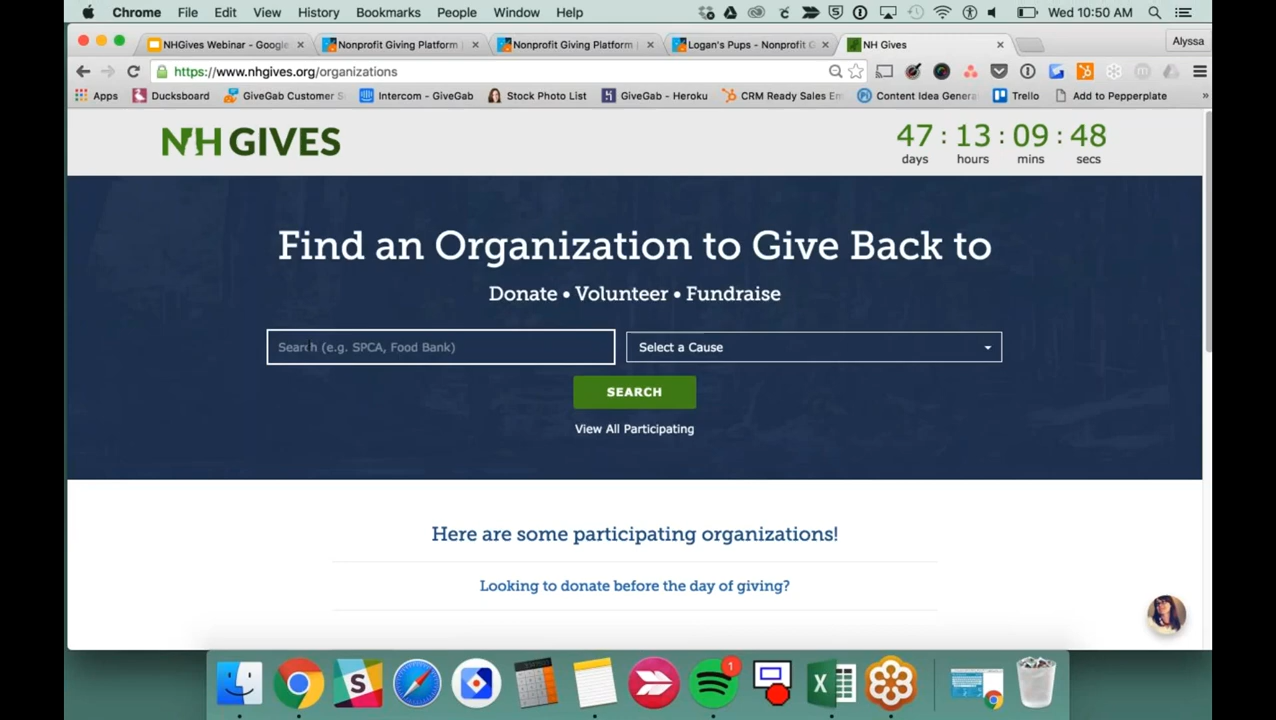 Chrome File Edit View History Bookmarks People Window Help Wed 10:50 AM
NHGives Webinar - Google Nonprofit Giving Platform Nonprofit Giving Platform Logan's Pups - Nonprofit G NH Gives Alyssa
https://www.nhgives.org/organizations
Apps Ducksboard GiveGab Customer S Intercom - GiveGab Stock Photo List GiveGab - Heroku CRM Ready Sales Em Content Idea Genera Trello Add to Pepperplate »
NH GIVES
47 : 13 : 09 : 48
days hours mins secs
Find an Organization to Give Back to
Donate • Volunteer • Fundraise
Search (e.g. SPCA, Food Bank) Select a Cause
SEARCH
View All Participating
Here are some participating organizations!
Looking to donate before the day of giving?
1